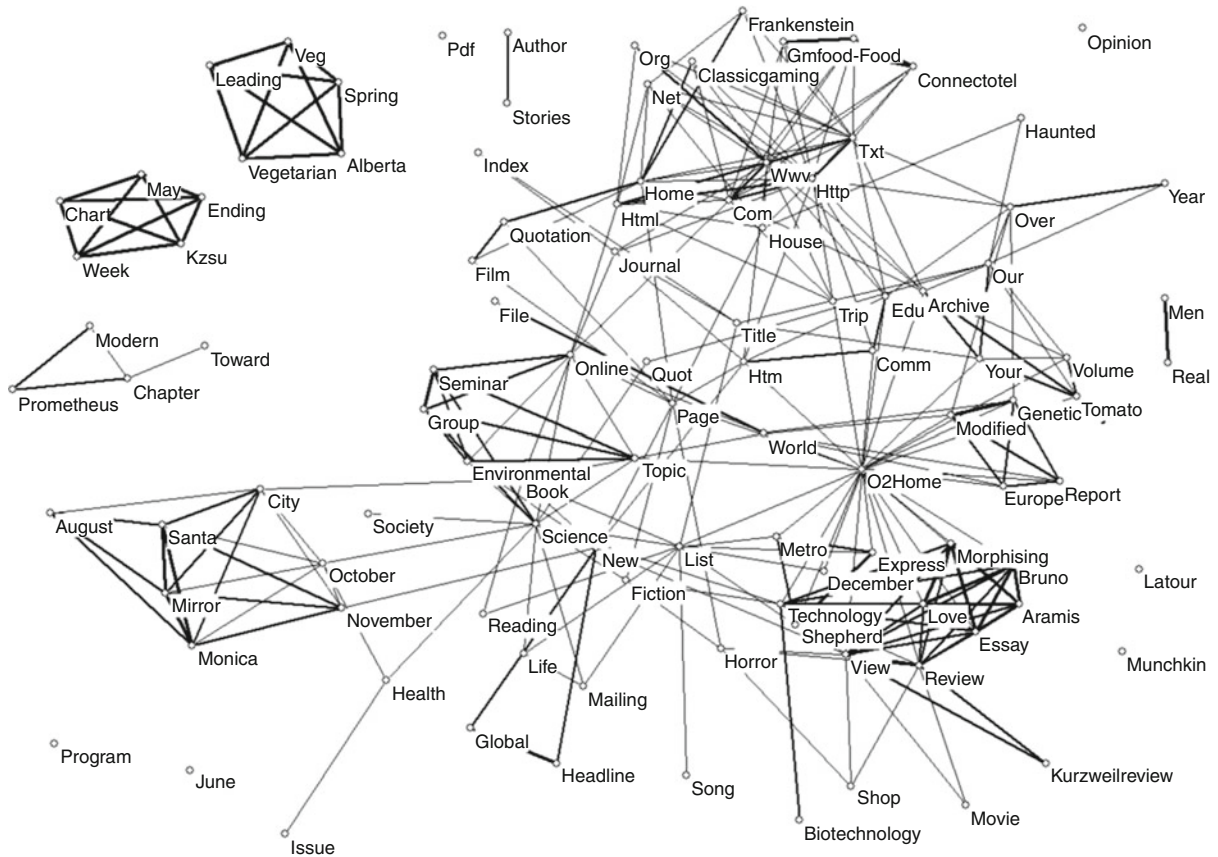 Frankenstein
Pdf
Author
Opinion
Veg
Org
Gmfood-Food
Leading
Classicgaming
Connectotel
Spring
Net
Stories
Haunted
Txt
Index
Vegetarian
Alberta
Wwv
May
Home
Http
Year
Chart
Ending
Html
Com
Over
Quotation
House
Kzsu
Week
Film
Journal
Our
File
Trip
Edu
Archive
Men
Title
Modern
Toward
Online
Quot
Htm
Comm
Your
Volume
Real
Chapter
Seminar
Prometheus
Group
Page
Genetic
Tomato
Modified
World
Environmental
Topic
O2Home
Book
Europe
Report
City
August
Santa
Society
Science
Metro
Morphising
New
List
Express
October
December
Bruno
Latour
Mirror
Fiction
November
Reading
Technology
Love
Aramis
Shepherd
Essay
Monica
Life
Horror
View
Review
Munchkin
Health
Mailing
Global
Program
June
Headline
Song
Shop
Kurzweilreview
Movie
Issue
Biotechnology